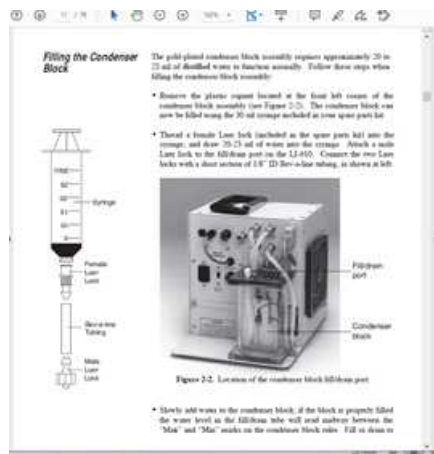 Filling the Condenser
Block
The gold-plated condenser block assembly requires approximately 20 to
25 ml of distilled water to function normally. Follow these steps when
filling the condenser block assembly:
• Remove the plastic capnut located at the front left corner of the
condenser block assembly (see Figure 2-2). The condenser block can
now be filled using the 30 ml syringe included in your spare parts kit.
• Thread a female Luer lock (included in the spare parts kit) into the
syringe, and draw 20-25 ml of water into the syringe. Attach a male
Luer lock to the fill/drain port on the LI-610. Connect the two Luer
locks with a short section of 1/8" ID Bev-a-line tubing, as shown at left.
Syringe
Female
Luer
Lock
Bev-a-line
Tubing
Male
Luer
Lock
Fill/drain
port
Condenser
block
Figure 2-2. Location of the condenser block fill/drain port
• Slowly add water to the condenser block; if the block is properly filled
the water level in the fill/drain tube will read midway between the
"Max" and "Min" marks on the condenser block tube. Fill or drain to